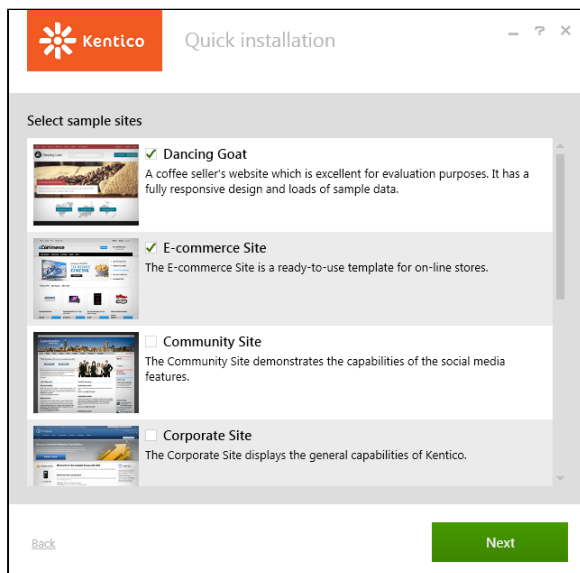 Kentico
Quick installation
Select sample sites
Dancing Goat
A coffee seller's website which is excellent for evaluation purposes. It has a
fully responsive design and loads of sample data.
E-commerce Site
The E-commerce Site is a ready-to-use template for on-line stores.
Community Site
The Community Site demonstrates the capabilities of the social media
features.
Corporate Site
The Corporate Site displays the general capabilities of Kentico.
Back
Next